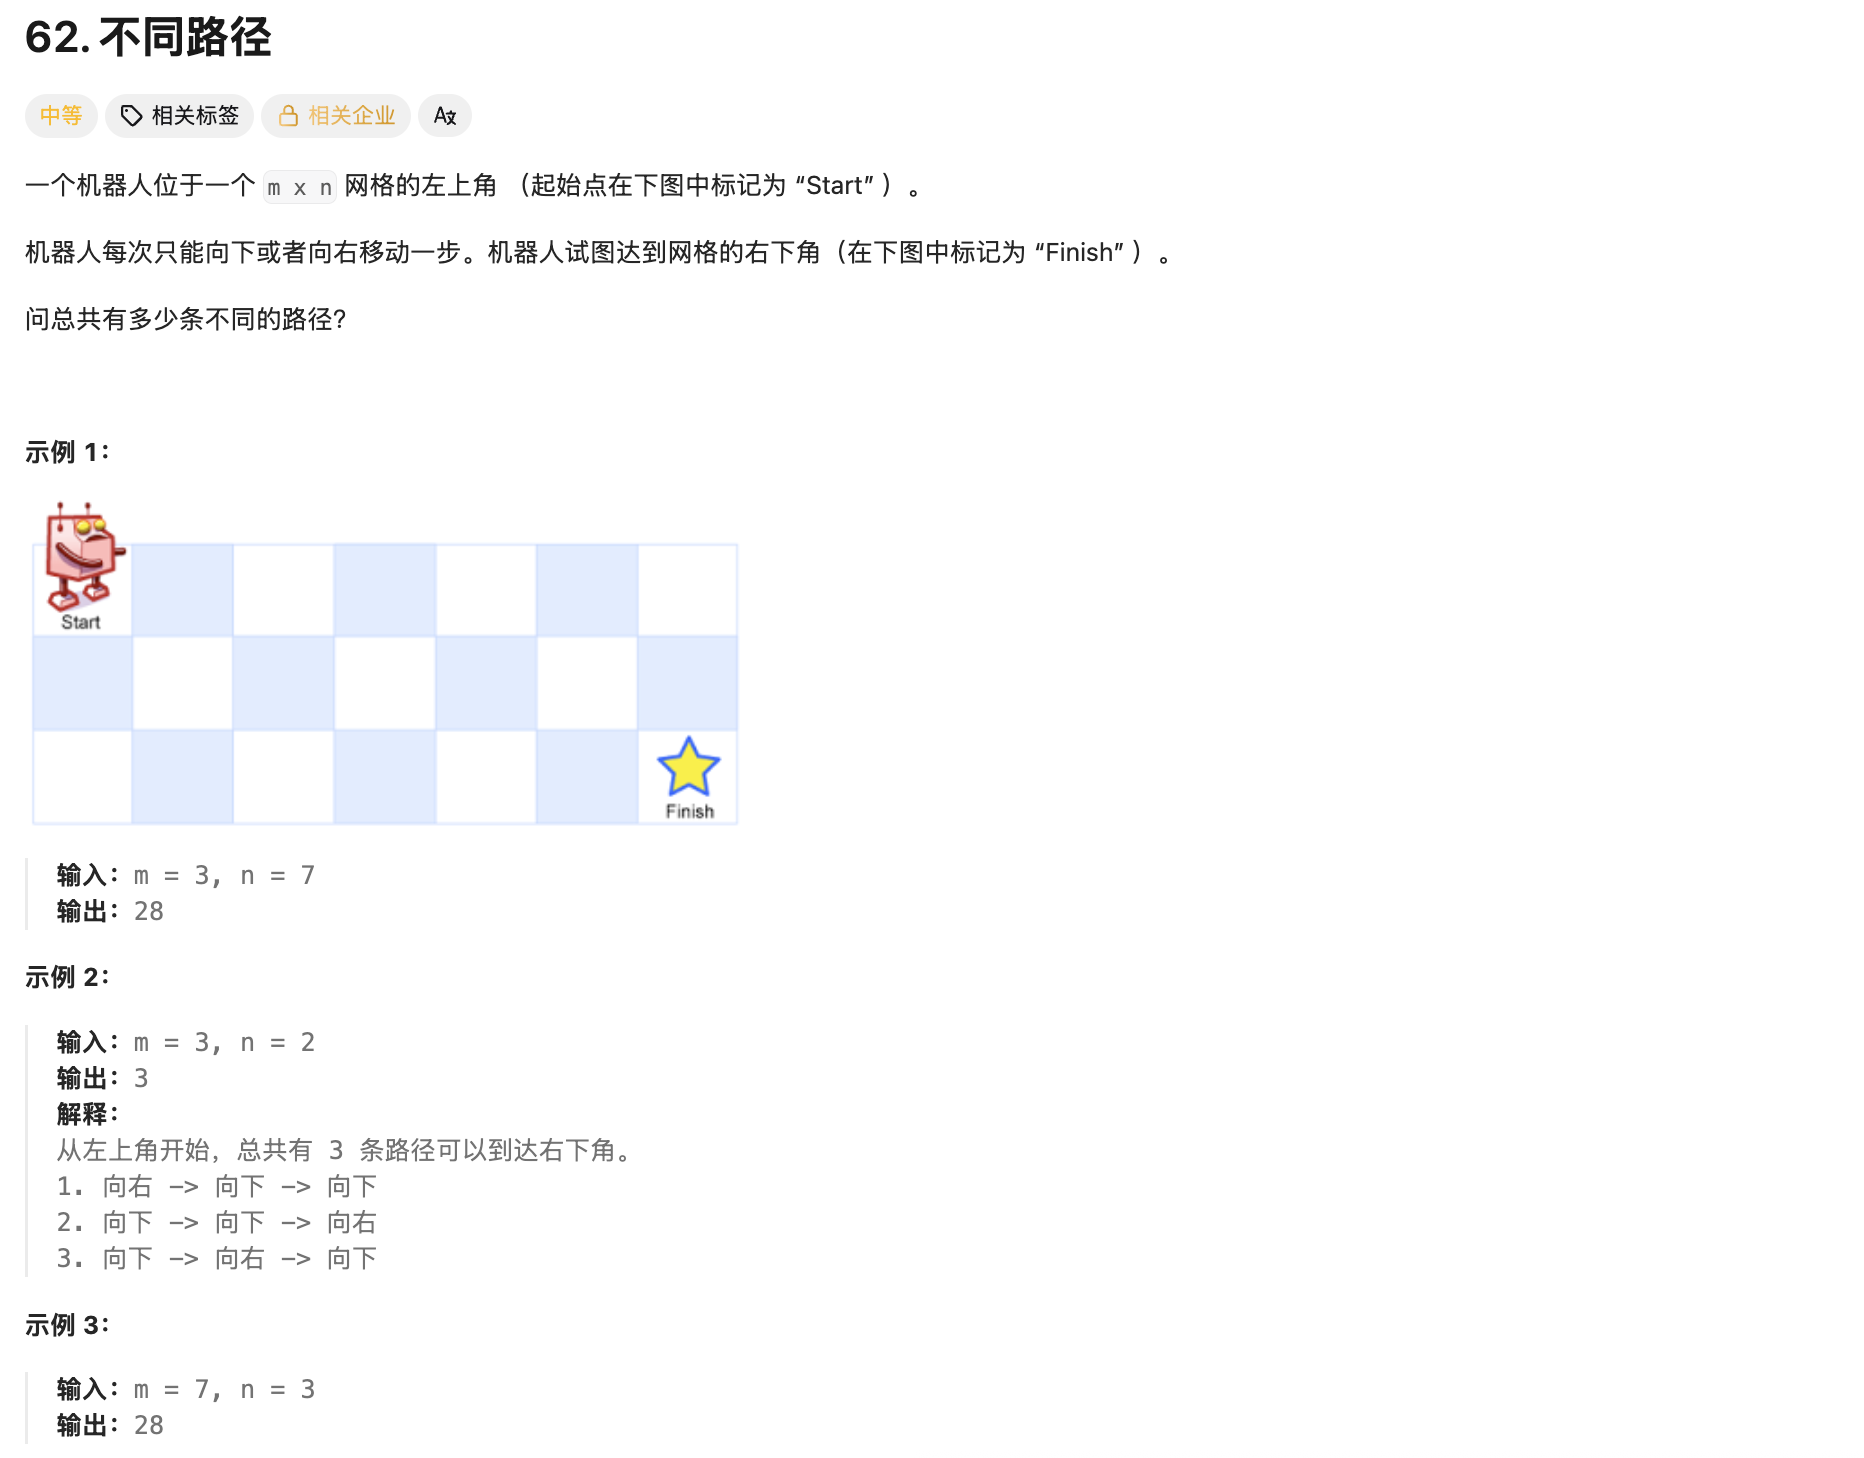 62. 不同路径
中等 相关标签 相关企业 A文
一个机器人位于一个 m x n 网格的左上角 （起始点在下图中标记为 “Start” ）。
机器人每次只能向下或者向右移动一步。机器人试图达到网格的右下角（在下图中标记为 “Finish” ）。
问总共有多少条不同的路径？
示例 1：
Start
Finish
输入：m = 3, n = 7
输出：28
示例 2：
输入：m = 3, n = 2
输出：3
解释：
从左上角开始，总共有 3 条路径可以到达右下角。
1. 向右 -> 向下 -> 向下
2. 向下 -> 向下 -> 向右
3. 向下 -> 向右 -> 向下
示例 3：
输入：m = 7, n = 3
输出：28